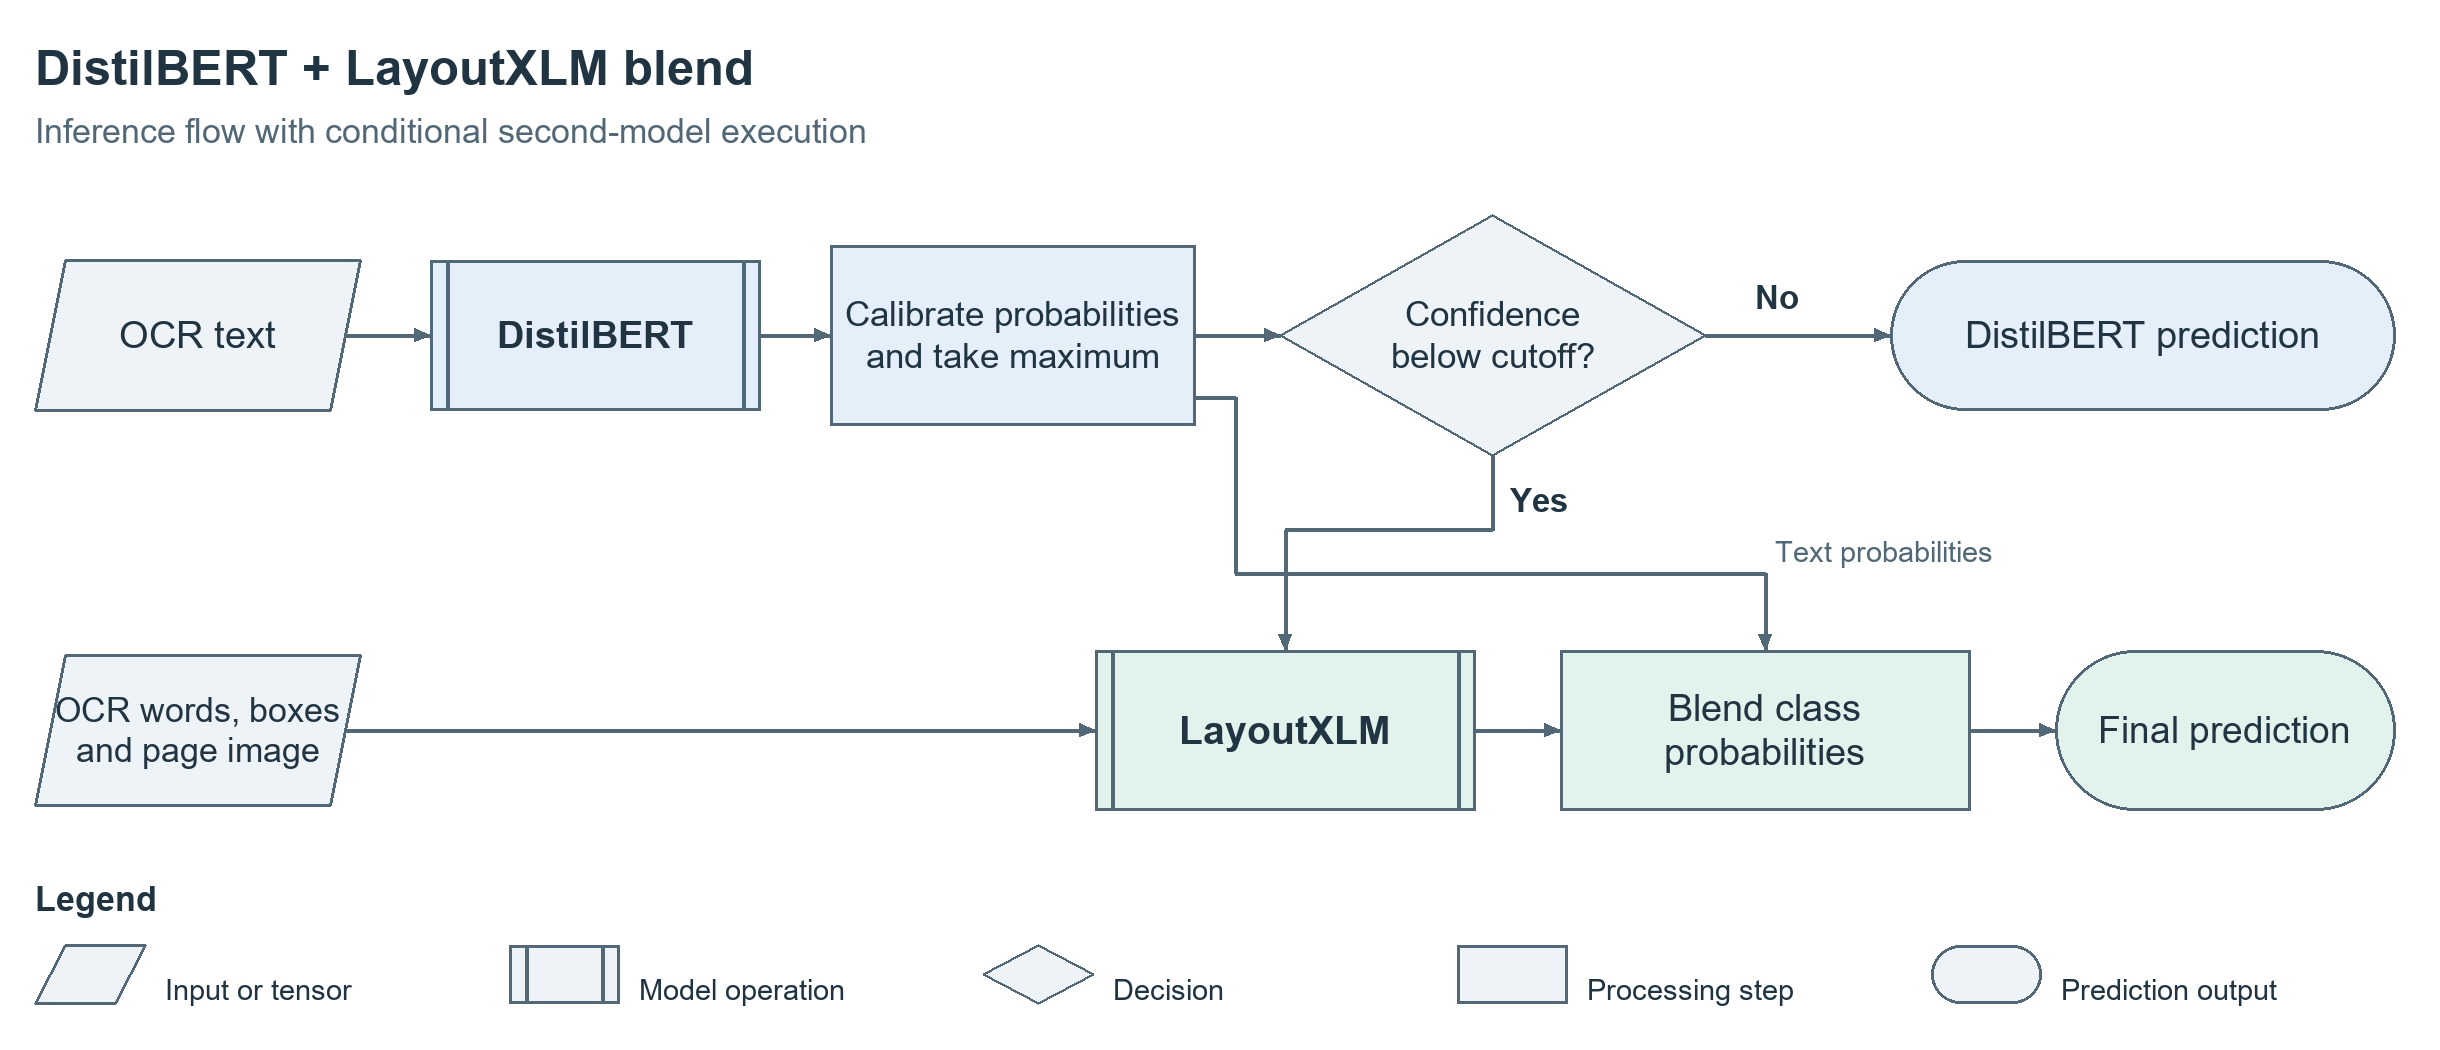 DistilBERT + LayoutXLM blend
Inference flow with conditional second-model execution
OCR text
DistilBERT
Calibrate probabilities
and take maximum
Confidence
below cutoff?
No
DistilBERT prediction
Yes
Text probabilities
OCR words, boxes
and page image
LayoutXLM
Blend class
probabilities
Final prediction
Legend
Input or tensor
Model operation
Decision
Processing step
Prediction output